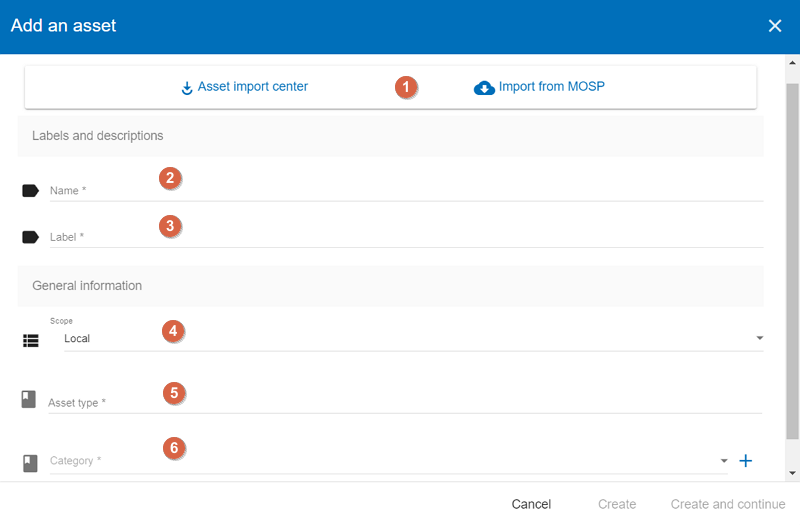 Add an asset
Asset import center 1 Import from MOSP
Labels and descriptions
Name * 2
Label * 3
General information
Scope
Local 4
Asset type * 5
Category * 6
Cancel Create Create and continue